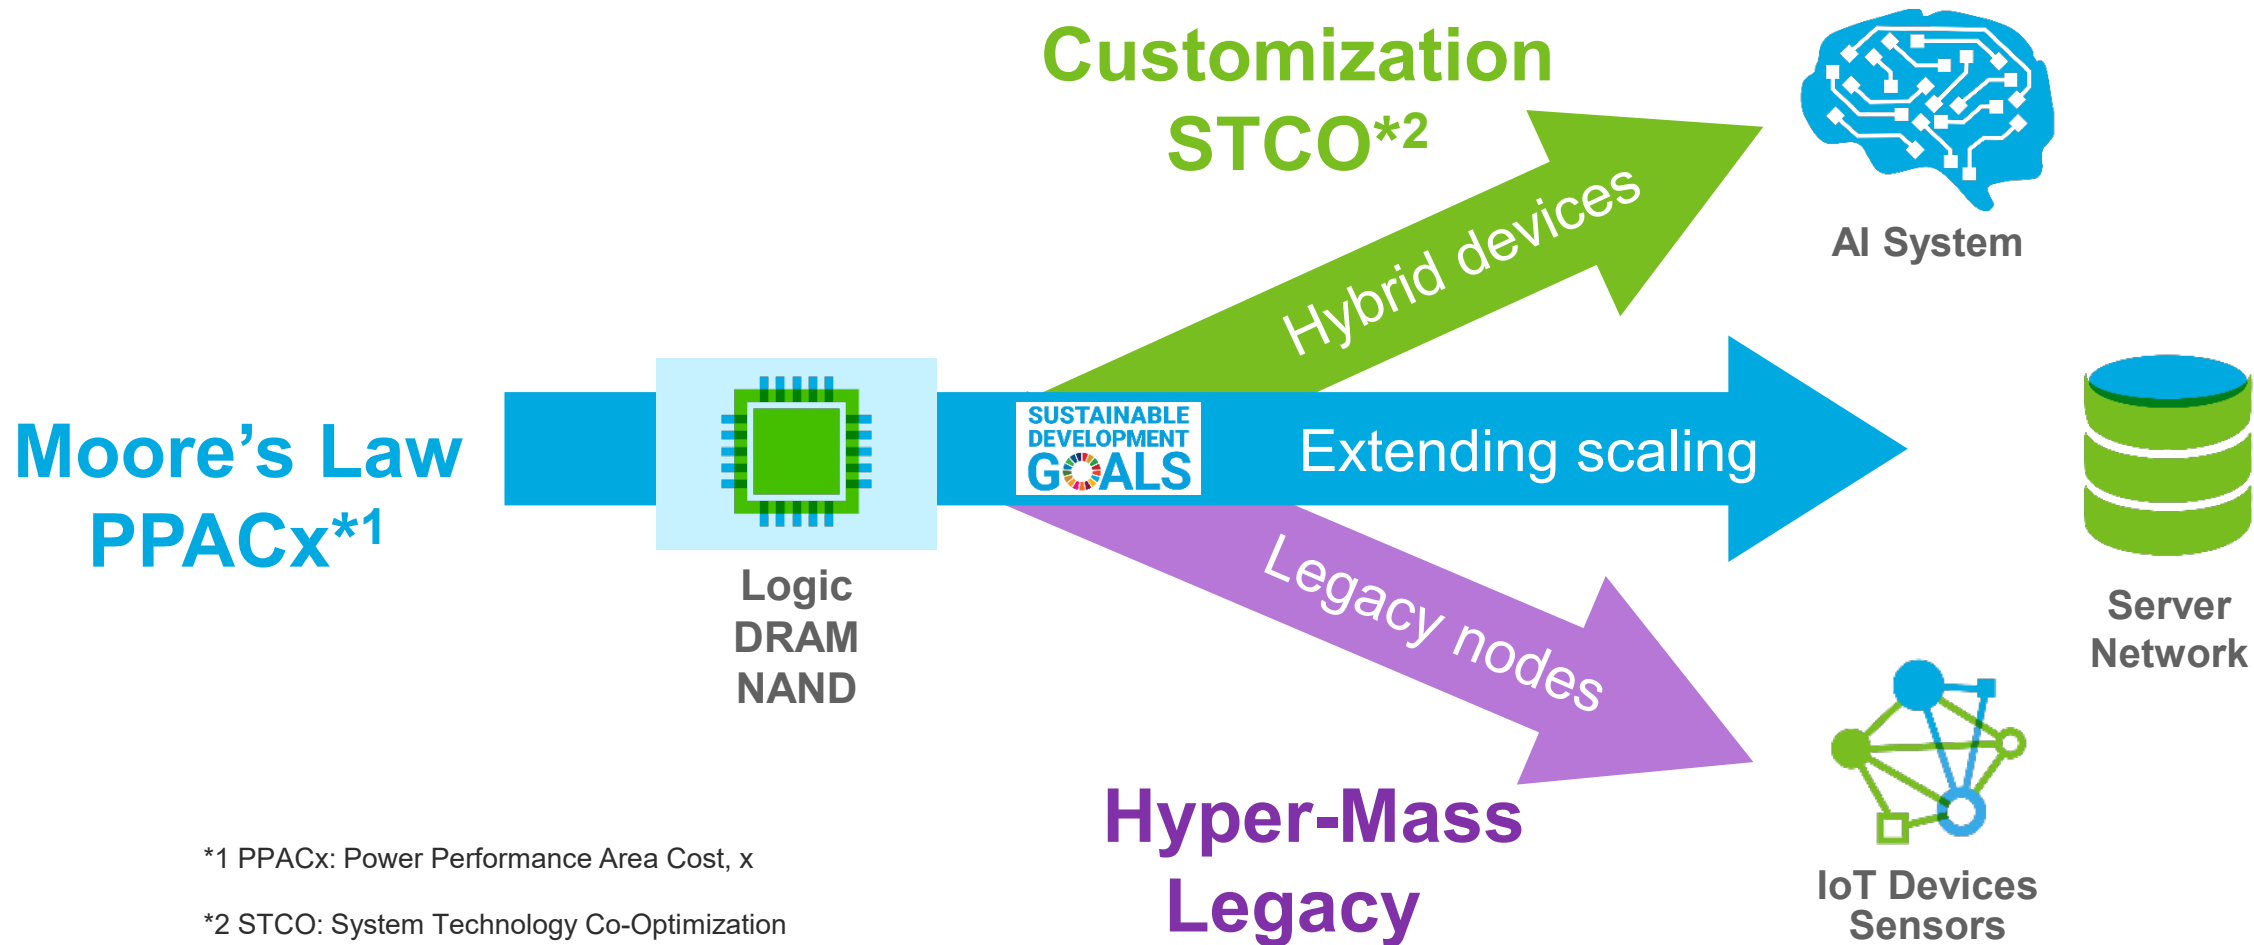 Customization
STCO*2
Hybrid devices
AI System
Moore’s Law
PPACx*1
SUSTAINABLE
DEVELOPMENT
GOALS
Extending scaling
Logic
DRAM
NAND
Server
Network
Legacy nodes
Hyper-Mass
Legacy
IoT Devices
Sensors
*1 PPACx: Power Performance Area Cost, x
*2 STCO: System Technology Co-Optimization